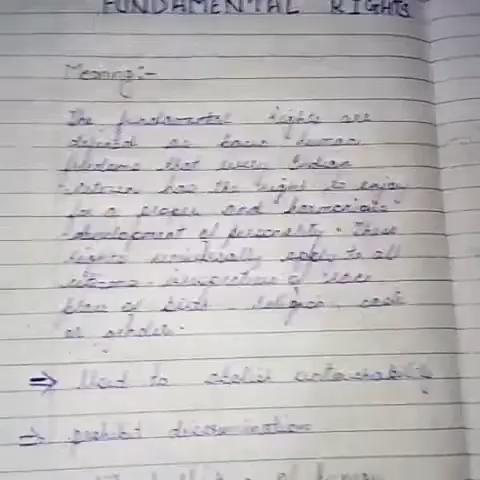 FUNDAMENTAL RIGHTS
Meaning:-
The fundamental Rights are
defined as basic human
freedoms that every Indian
citizen has the right to enjoy
for a proper and harmonious
development of personality. These
rights universally apply to all
citizens irrespective of race
place of birth, religion, caste
or gender.
⇒ Used to abolish untouchability
⇒ prohibit discrimination
of human